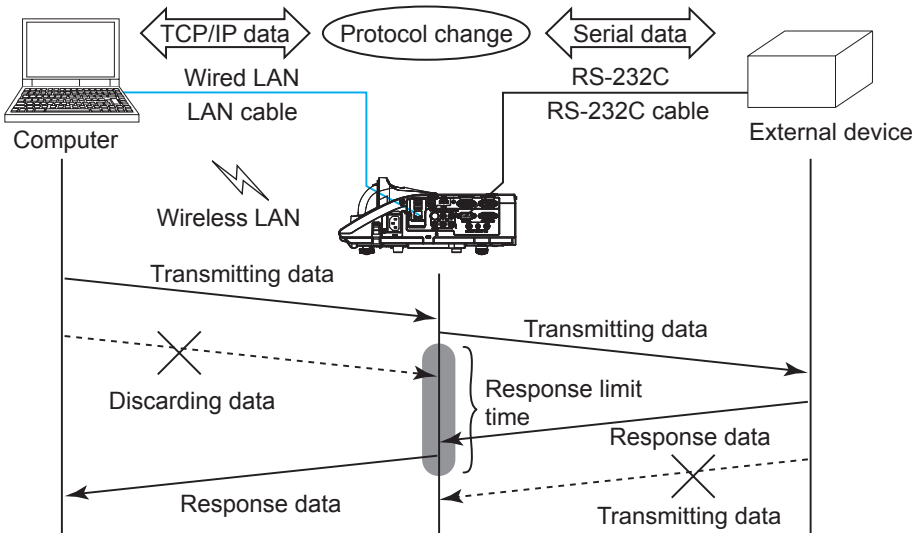 TCP/IP data
Protocol change
Serial data
Wired LAN
RS-232C
LAN cable
RS-232C cable
Computer
External device
Wireless LAN
Transmitting data
Transmitting data
Discarding data
Response limit
time
Response data
Response data
Transmitting data